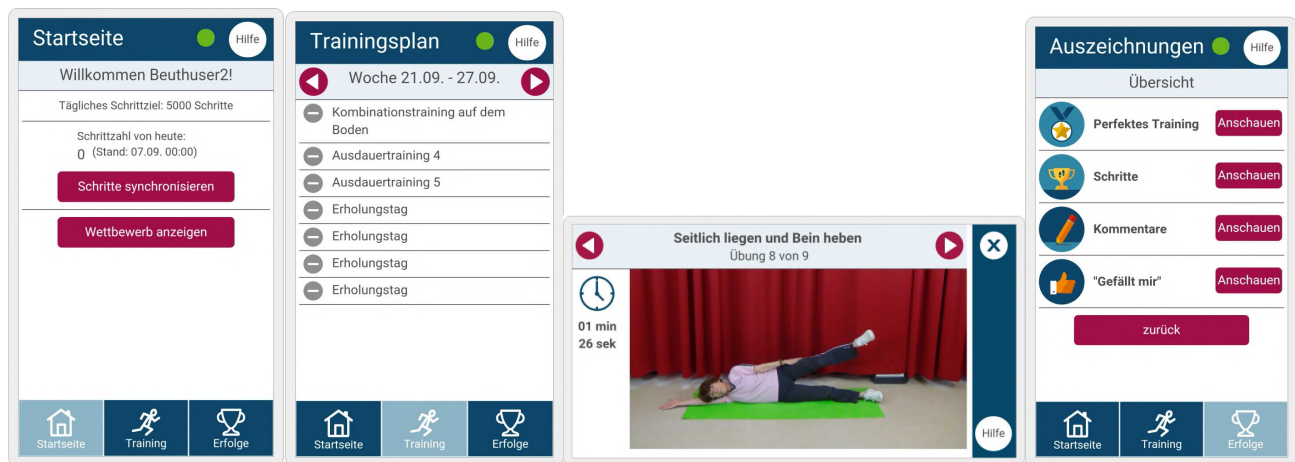 Startseite
Hilfe
Willkommen Beuthuser2!
Tägliches Schrittziel: 5000 Schritte
Schrittzahl von heute:
0 (Stand: 07.09. 00:00)
Schritte synchronisieren
Wettbewerb anzeigen
Startseite
Training
Erfolge
Trainingsplan
Hilfe
Woche 21.09. - 27.09.
Kombinationstraining auf dem
Boden
Ausdauertraining 4
Ausdauertraining 5
Erholungstag
Erholungstag
Erholungstag
Erholungstag
Startseite
Training
Erfolge
Seitlich liegen und Bein heben
Übung 8 von 9
X
01 min
26 sek
Hilfe
Auszeichnungen
Hilfe
Übersicht
Perfektes Training
Anschauen
Schritte
Anschauen
Kommentare
Anschauen
"Gefällt mir"
Anschauen
zurück
Startseite
Training
Erfolge